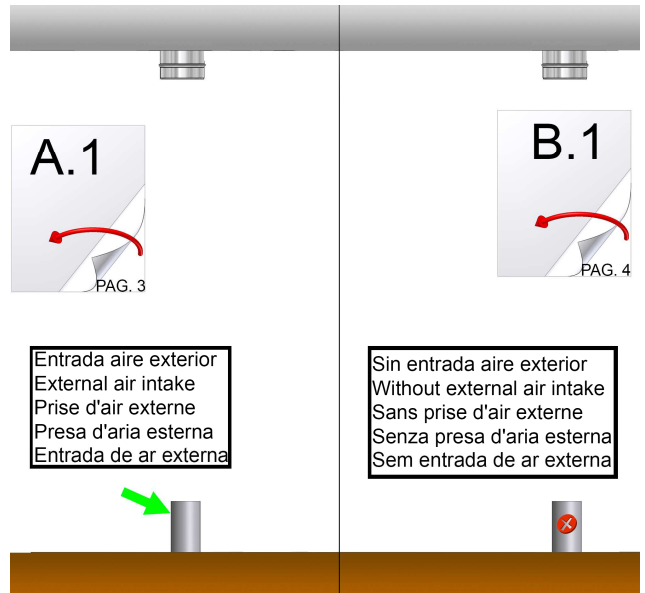 A.1
PAG. 3
Entrada aire exterior
External air intake
Prise d'air externe
Presa d'aria esterna
Entrada de ar externa
B.1
PAG. 4
Sin entrada aire exterior
Without external air intake
Sans prise d'air externe
Senza presa d'aria esterna
Sem entrada de ar externa